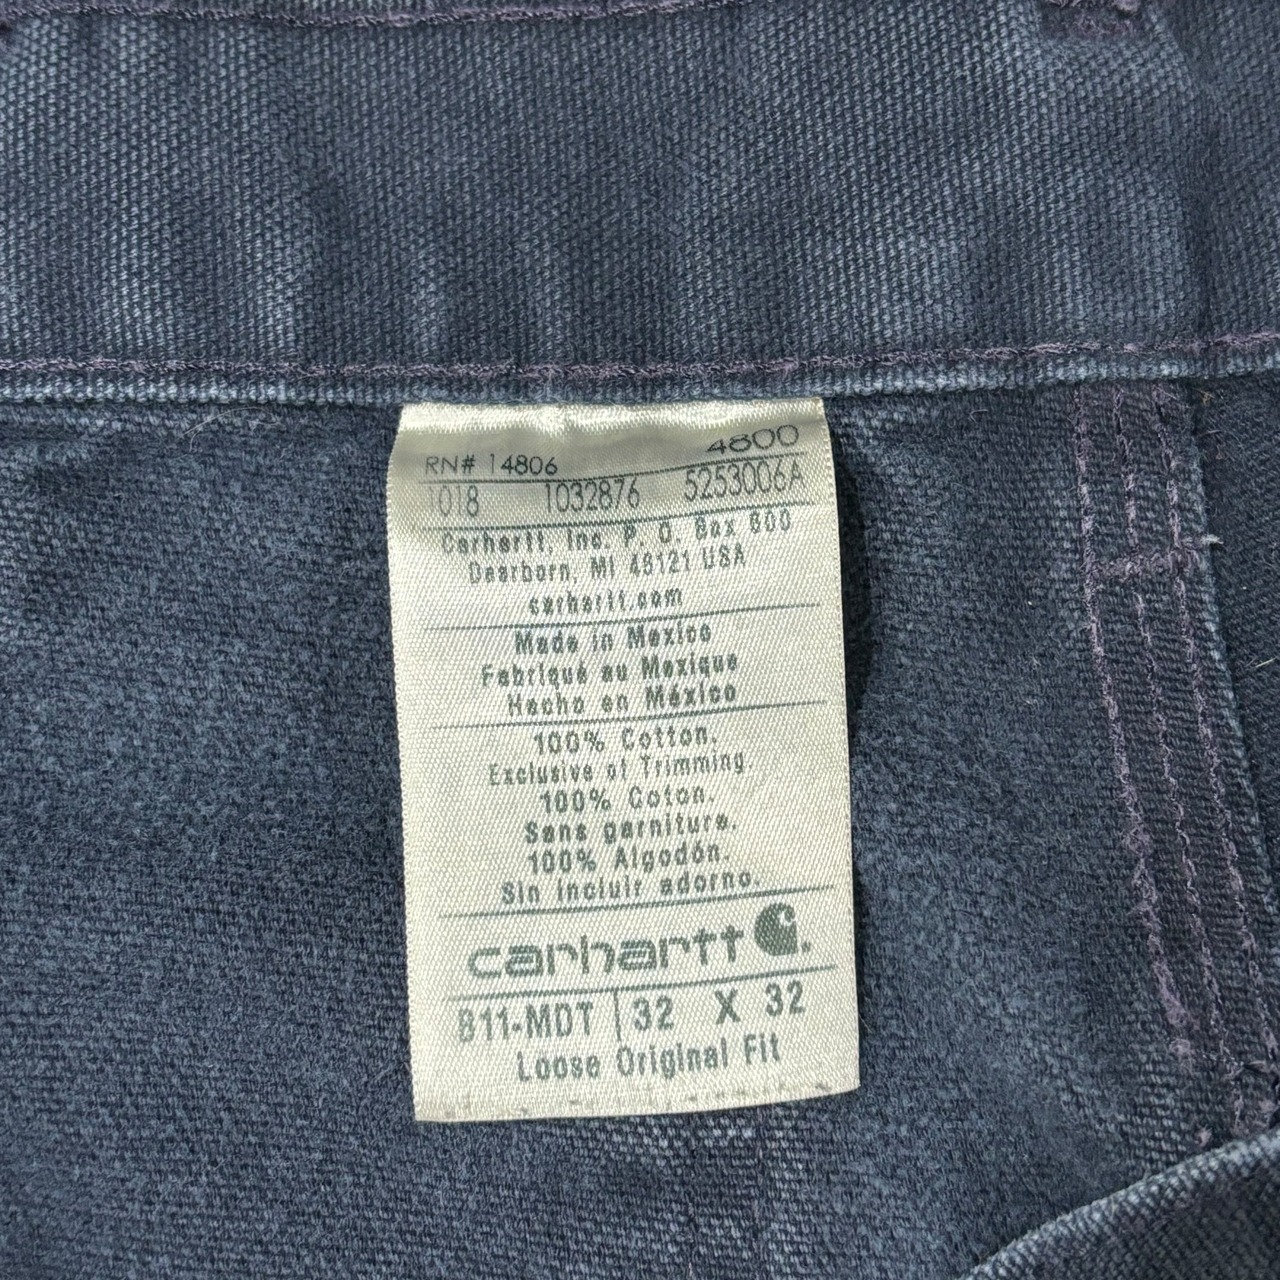 4800
RN# 14806
1018 1032876 5253006A
Carhartt, Inc. P. O. Box 600
Dearborn, MI 48121 USA
carhartt.com
Made in Mexico
Fabriqué au Mexique
Hecho en México
100% Cotton.
Exclusive of Trimming.
100% Coton.
Sans garniture.
100% Algodón.
Sin incluir adorno.
carhartt
B11-MDT 32 X 32
Loose Original Fit